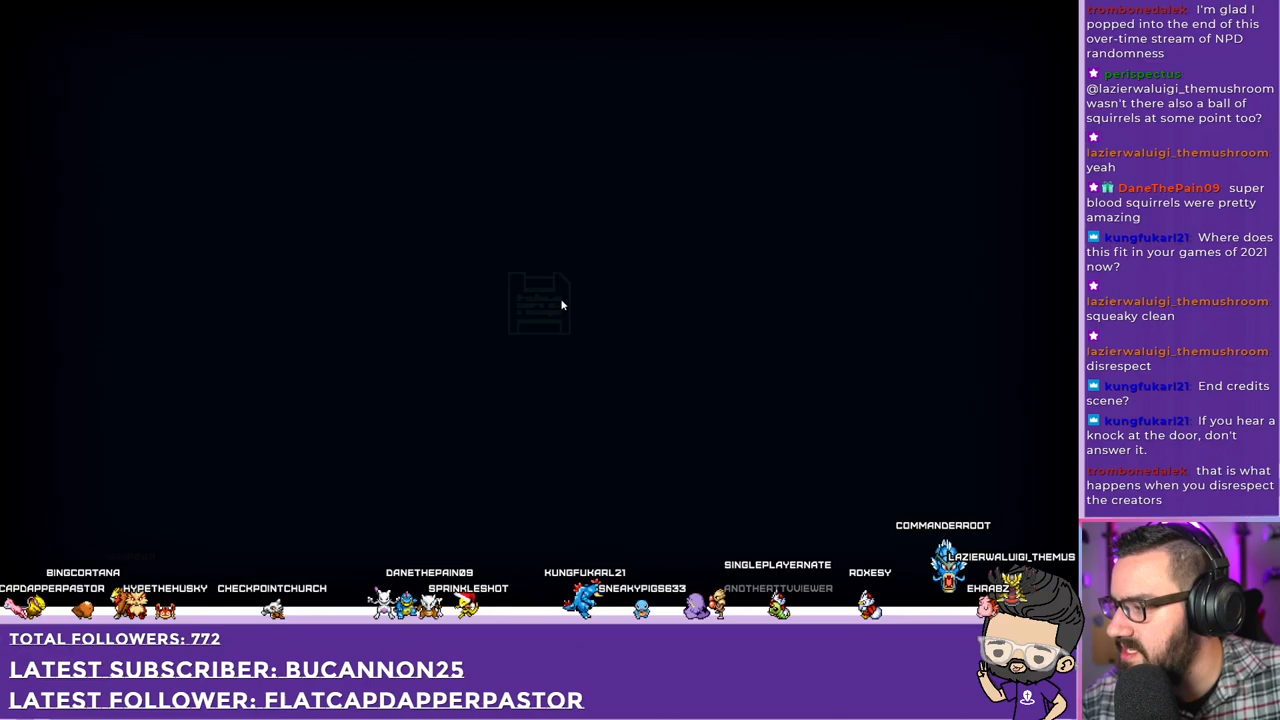 trombonedalek I'm glad I
popped into the end of this
over-time stream of NPD
randomness
perispectus
@lazierwaluigi_themushroom
wasn't there also a ball of
squirrels at some point too?
lazierwaluigi_themushroom
yeah
DaneThePain09 super
blood squirrels were pretty
amazing
kungfukarl21 Where does
this fit in your games of 2021
now?
lazierwaluigi_themushroom
squeaky clean
lazierwaluigi_themushroom
disrespect
kungfukarl21 End credits
scene?
kungfukarl21 If you hear a
knock at the door, don't
answer it.
trombonedalek that is what
happens when you disrespect
the creators
COMMANDERROOT
LAZIERWALUIGI_THEMUS
SINGLEPLAYERNATE
BINGCORTANA
DANETHEPAIN09
KUNGFUKARL21
ROXESY
CAPDAPPERPASTOR
HYPETHEHUSKY
CHECKPOINTCHURCH
SPRINKLESHOT
SNEAKYPIGS633
ANOTHERTTVVIEWER
EHRABZ
TOTAL FOLLOWERS: 772
LATEST SUBSCRIBER: BUCANNON25
LATEST FOLLOWER: FLATCAPDAPPERPASTOR